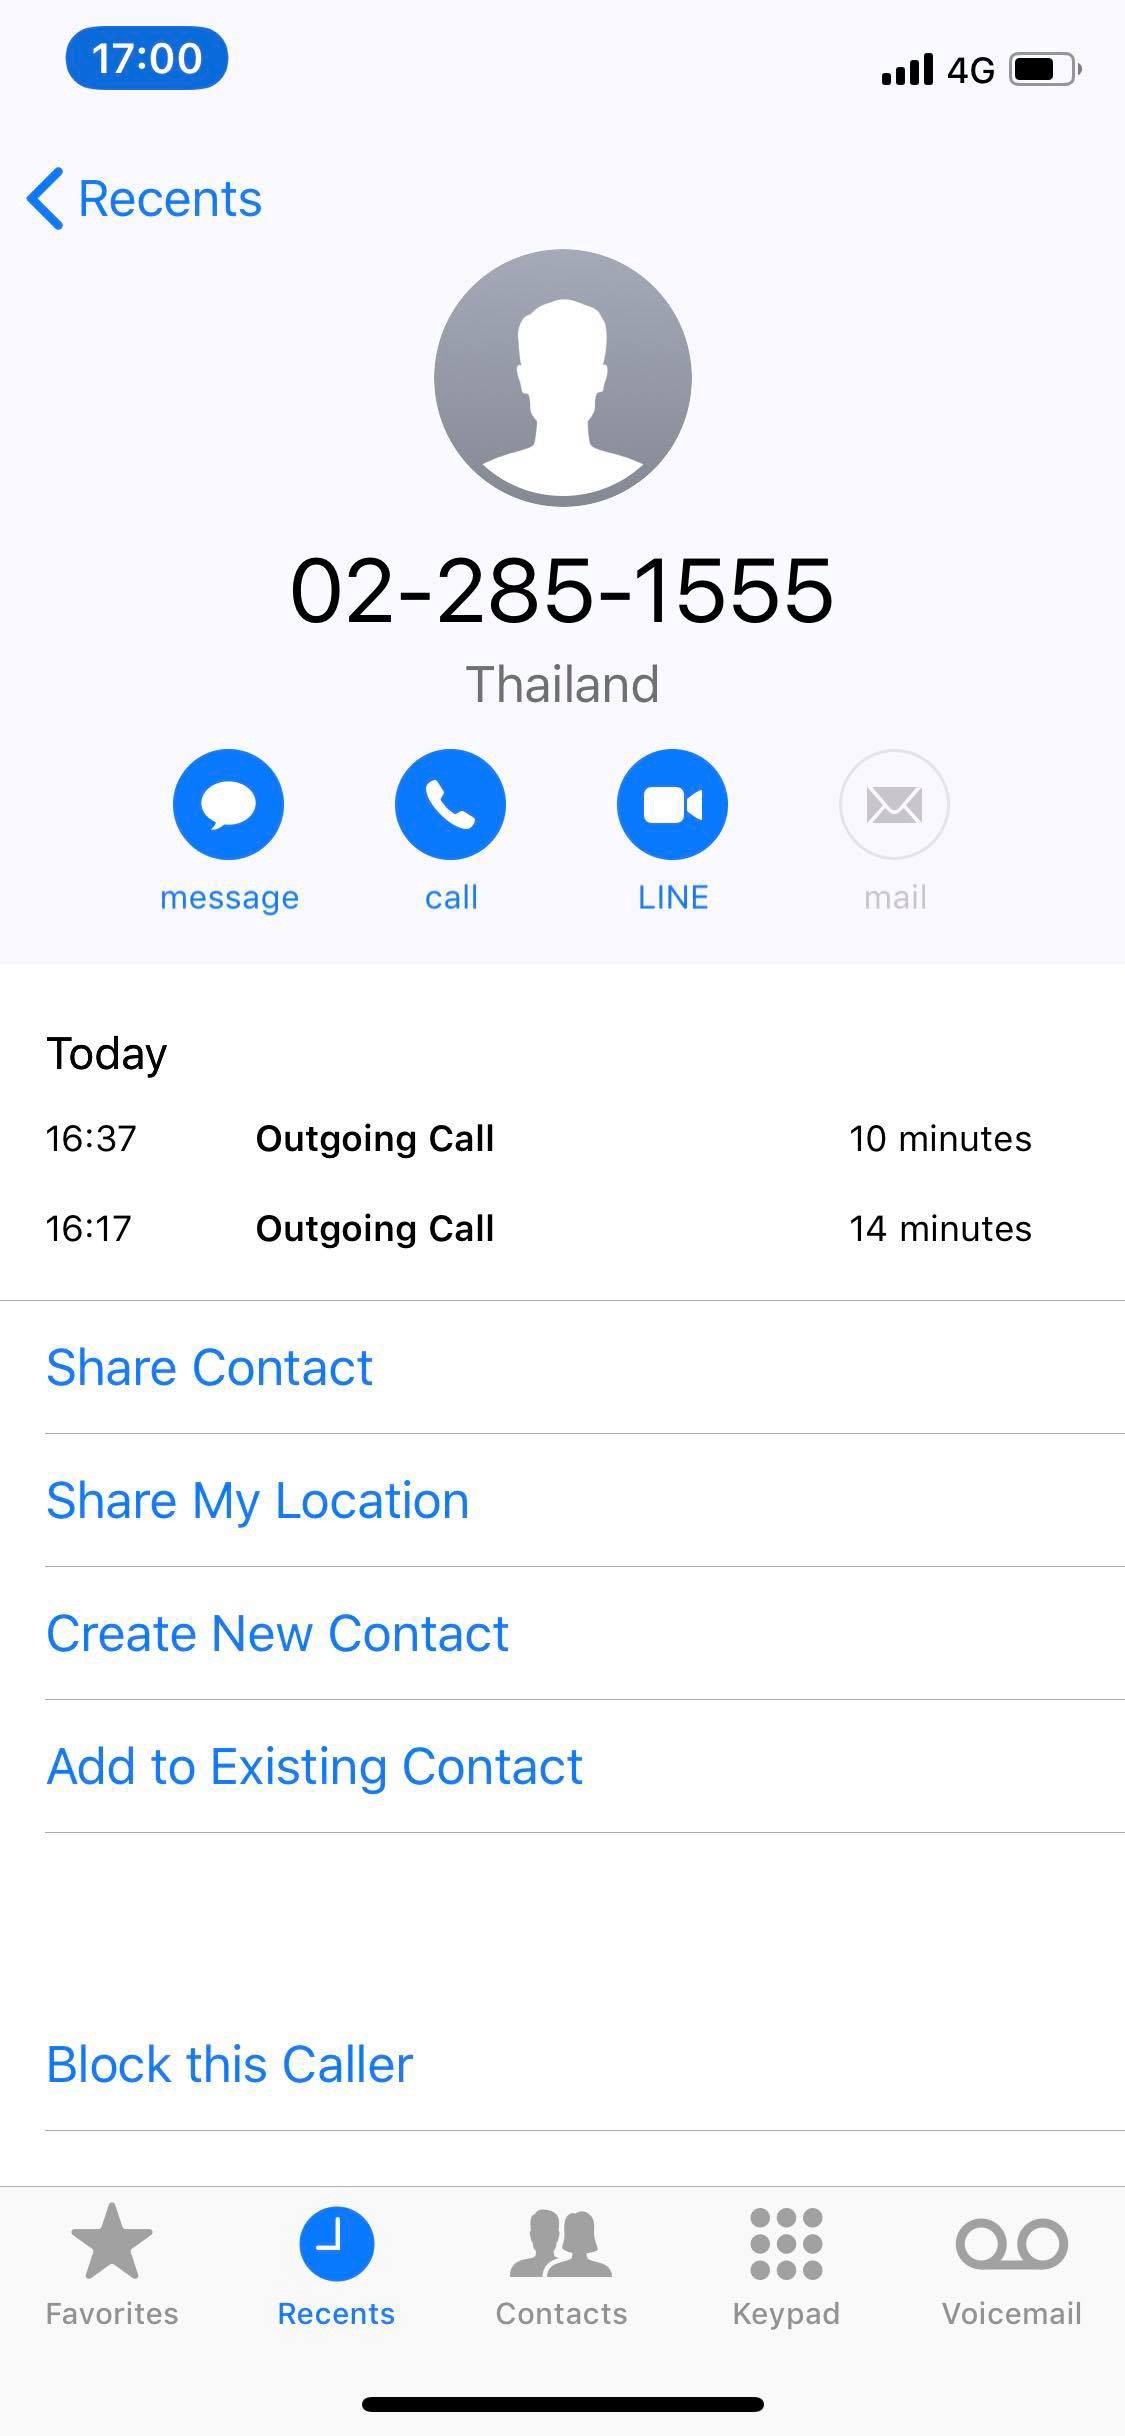 17:00 4G
Recents
02-285-1555
Thailand
message call LINE mail
Today
16:37 Outgoing Call 10 minutes
16:17 Outgoing Call 14 minutes
Share Contact
Share My Location
Create New Contact
Add to Existing Contact
Block this Caller
Favorites Recents Contacts Keypad Voicemail